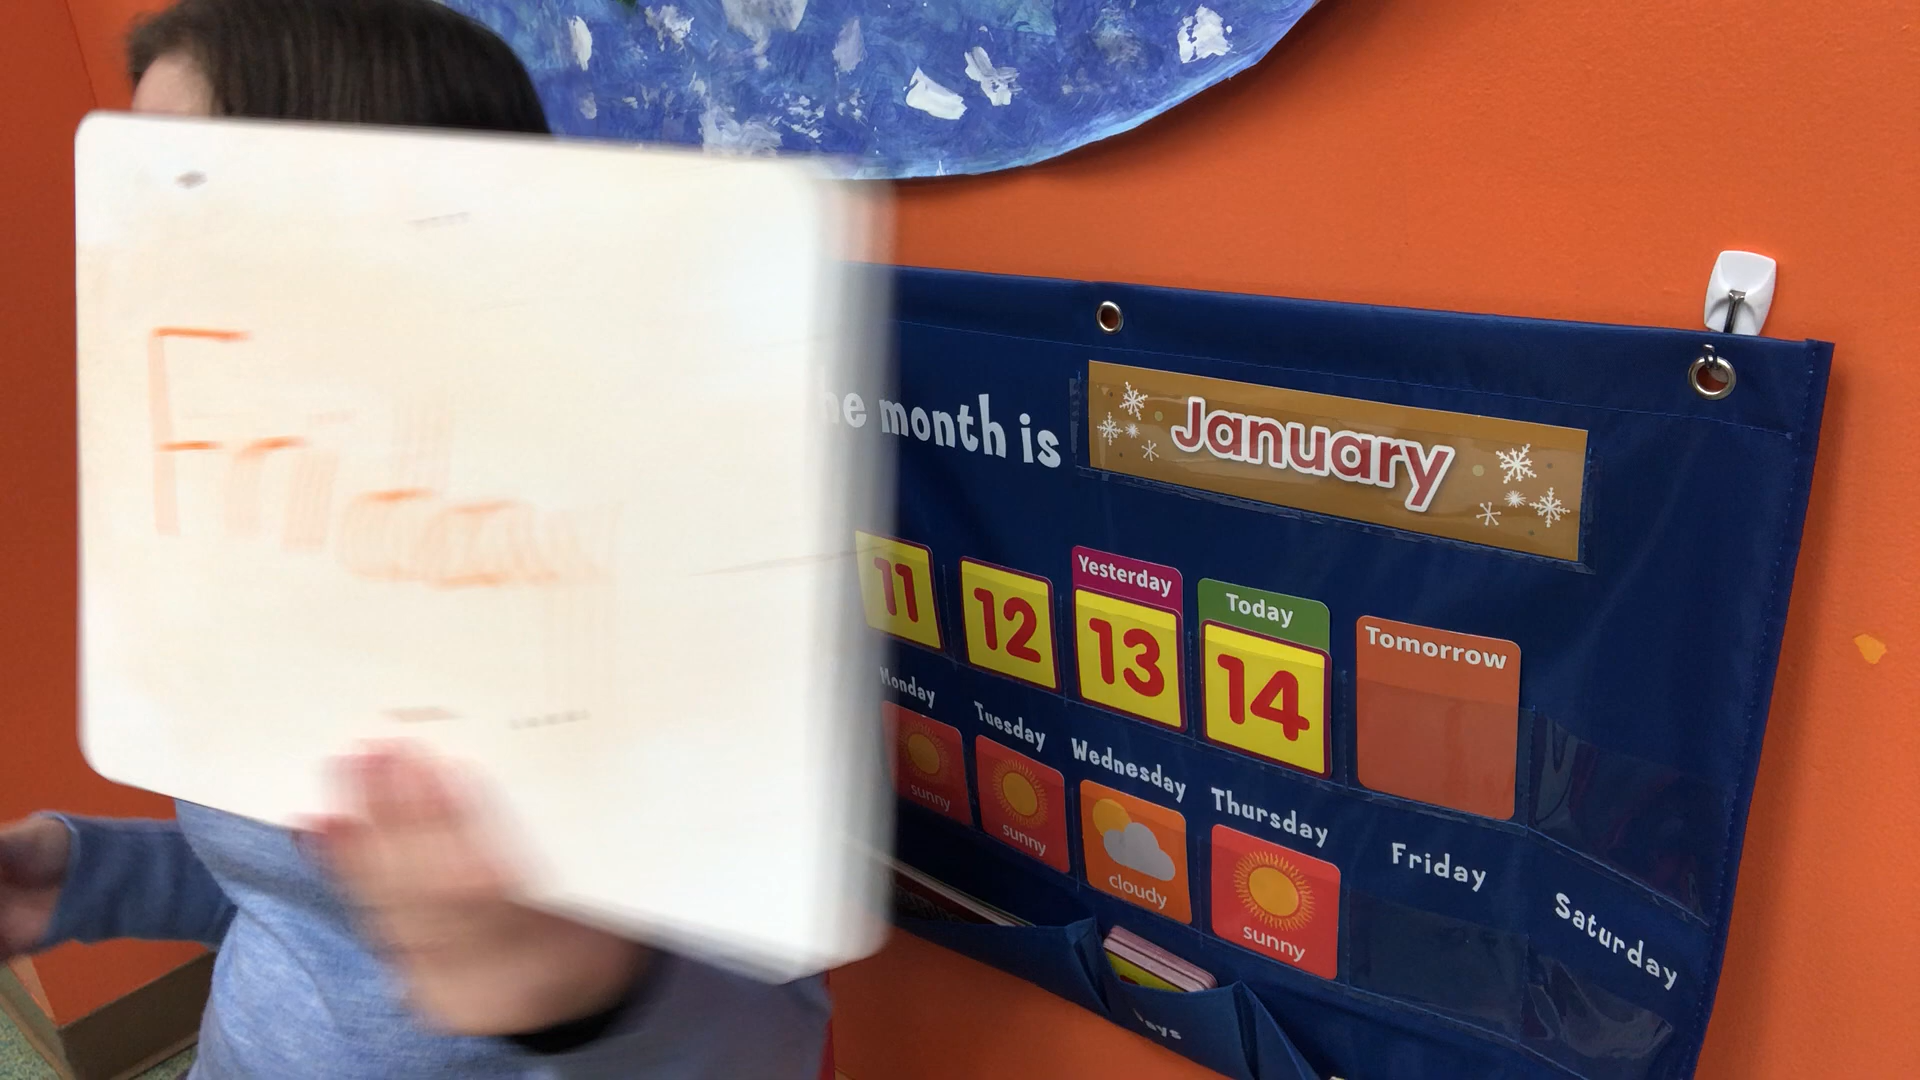 Friday
he month is January
11 12 Yesterday 13 Today 14 Tomorrow
Monday Tuesday Wednesday Thursday Friday Saturday
sunny sunny cloudy sunny